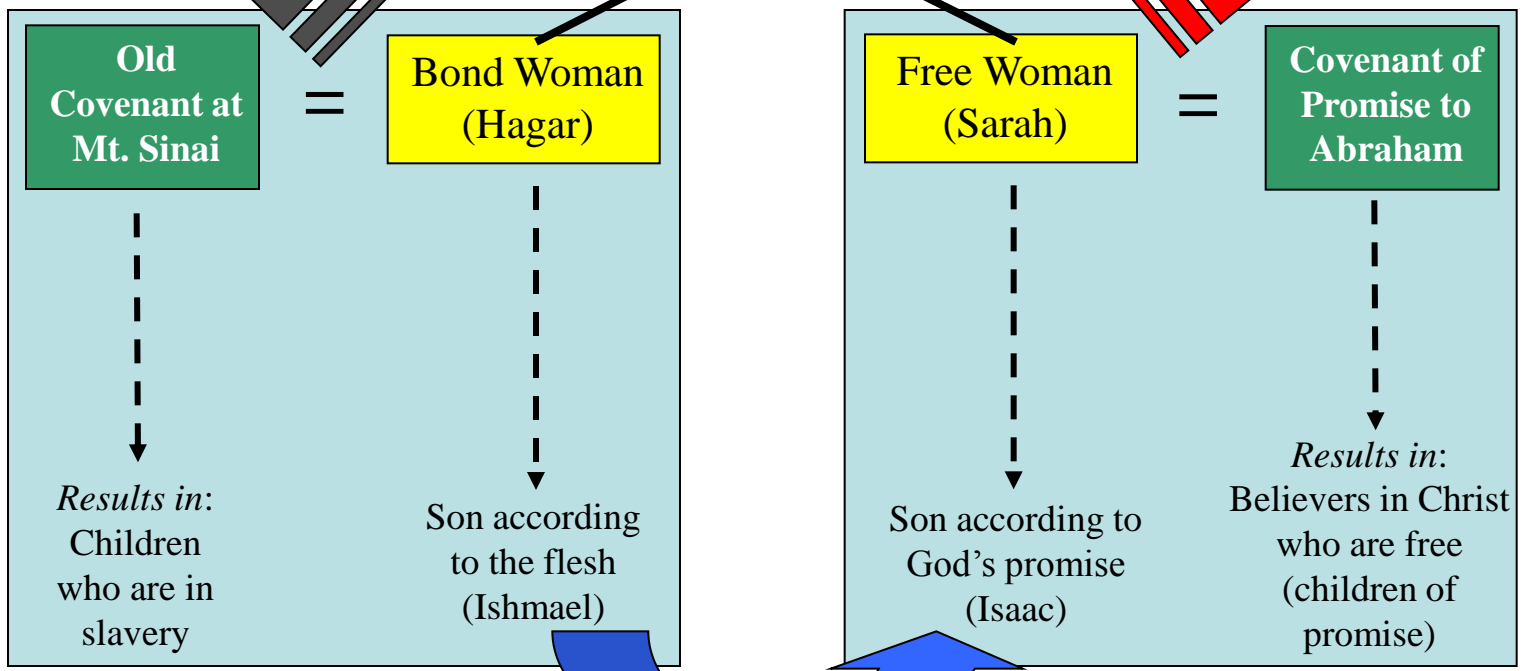 Old
Covenant at
Mt. Sinai
=
Bond Woman
(Hagar)
Results in:
Children
who are in
slavery
Son according
to the flesh
(Ishmael)
Free Woman
(Sarah)
=
Covenant of
Promise to
Abraham
Son according to
God’s promise
(Isaac)
Results in:
Believers in Christ
who are free
(children of
promise)